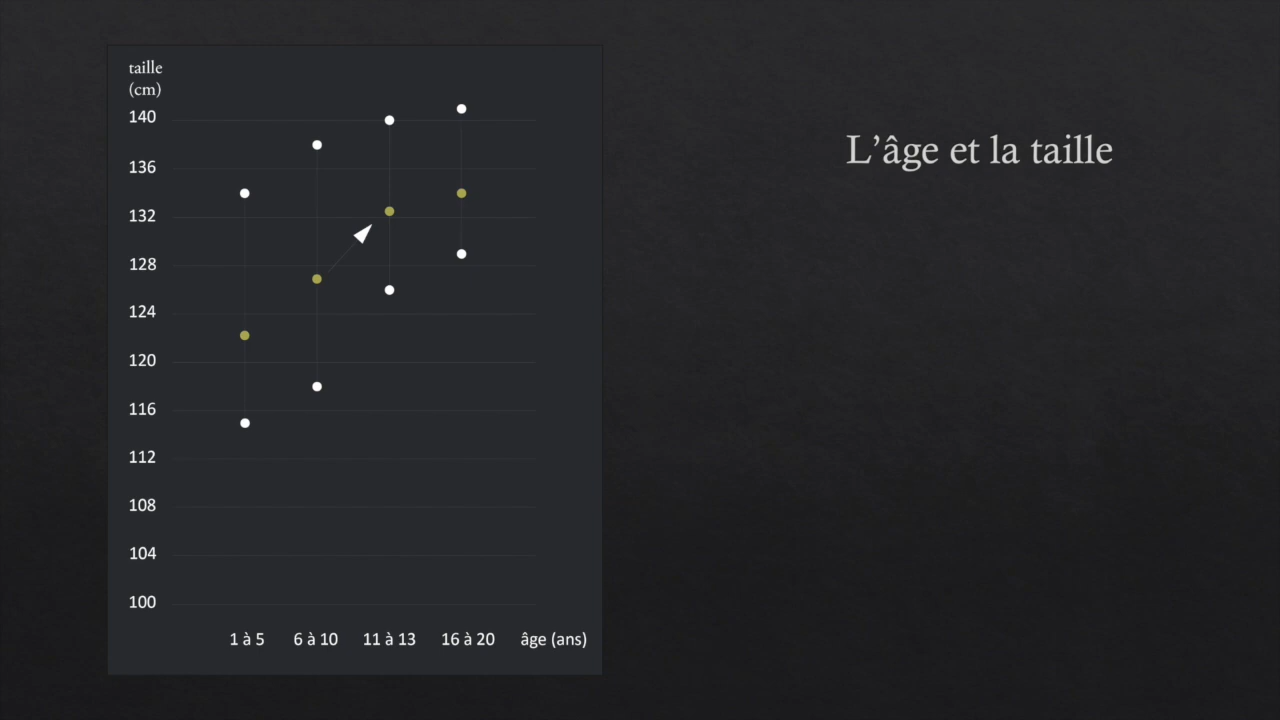 taille
(cm)
140
136
132
128
124
120
116
112
108
104
100
1 à 5 6 à 10 11 à 13 16 à 20 âge (ans)
L’âge et la taille